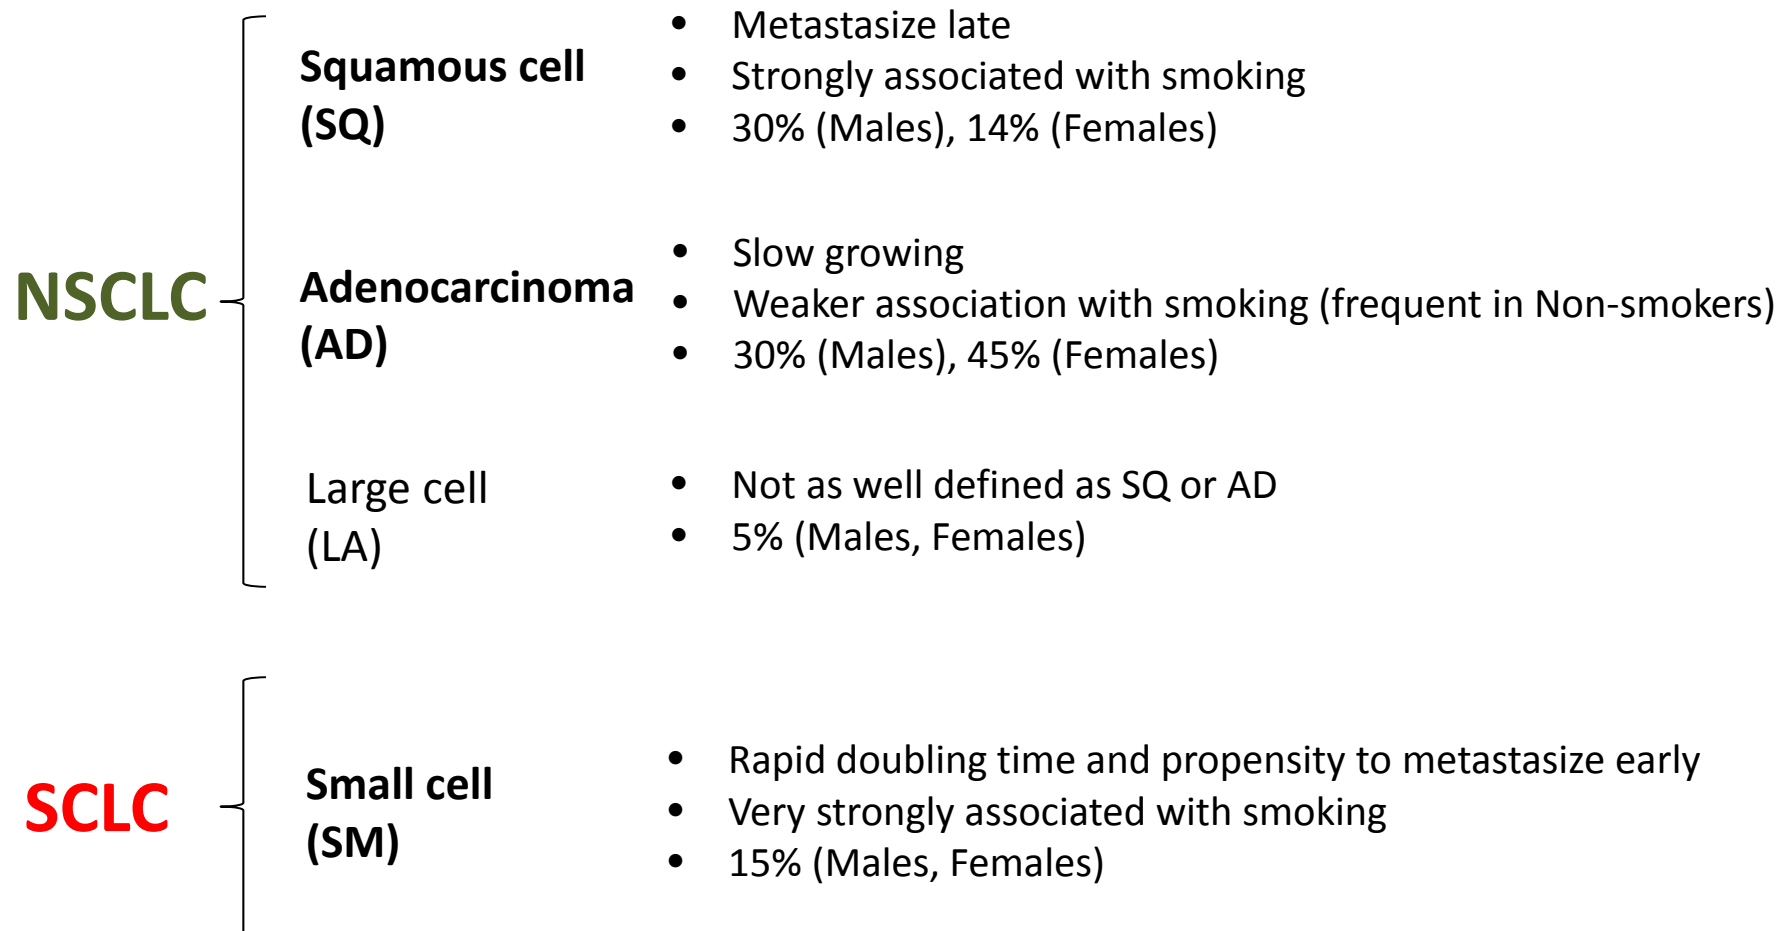 NSCLC
Squamous cell
(SQ)
• Metastasize late
• Strongly associated with smoking
• 30% (Males), 14% (Females)
Adenocarcinoma
(AD)
• Slow growing
• Weaker association with smoking (frequent in Non-smokers)
• 30% (Males), 45% (Females)
Large cell
(LA)
• Not as well defined as SQ or AD
• 5% (Males, Females)
SCLC
Small cell
(SM)
• Rapid doubling time and propensity to metastasize early
• Very strongly associated with smoking
• 15% (Males, Females)